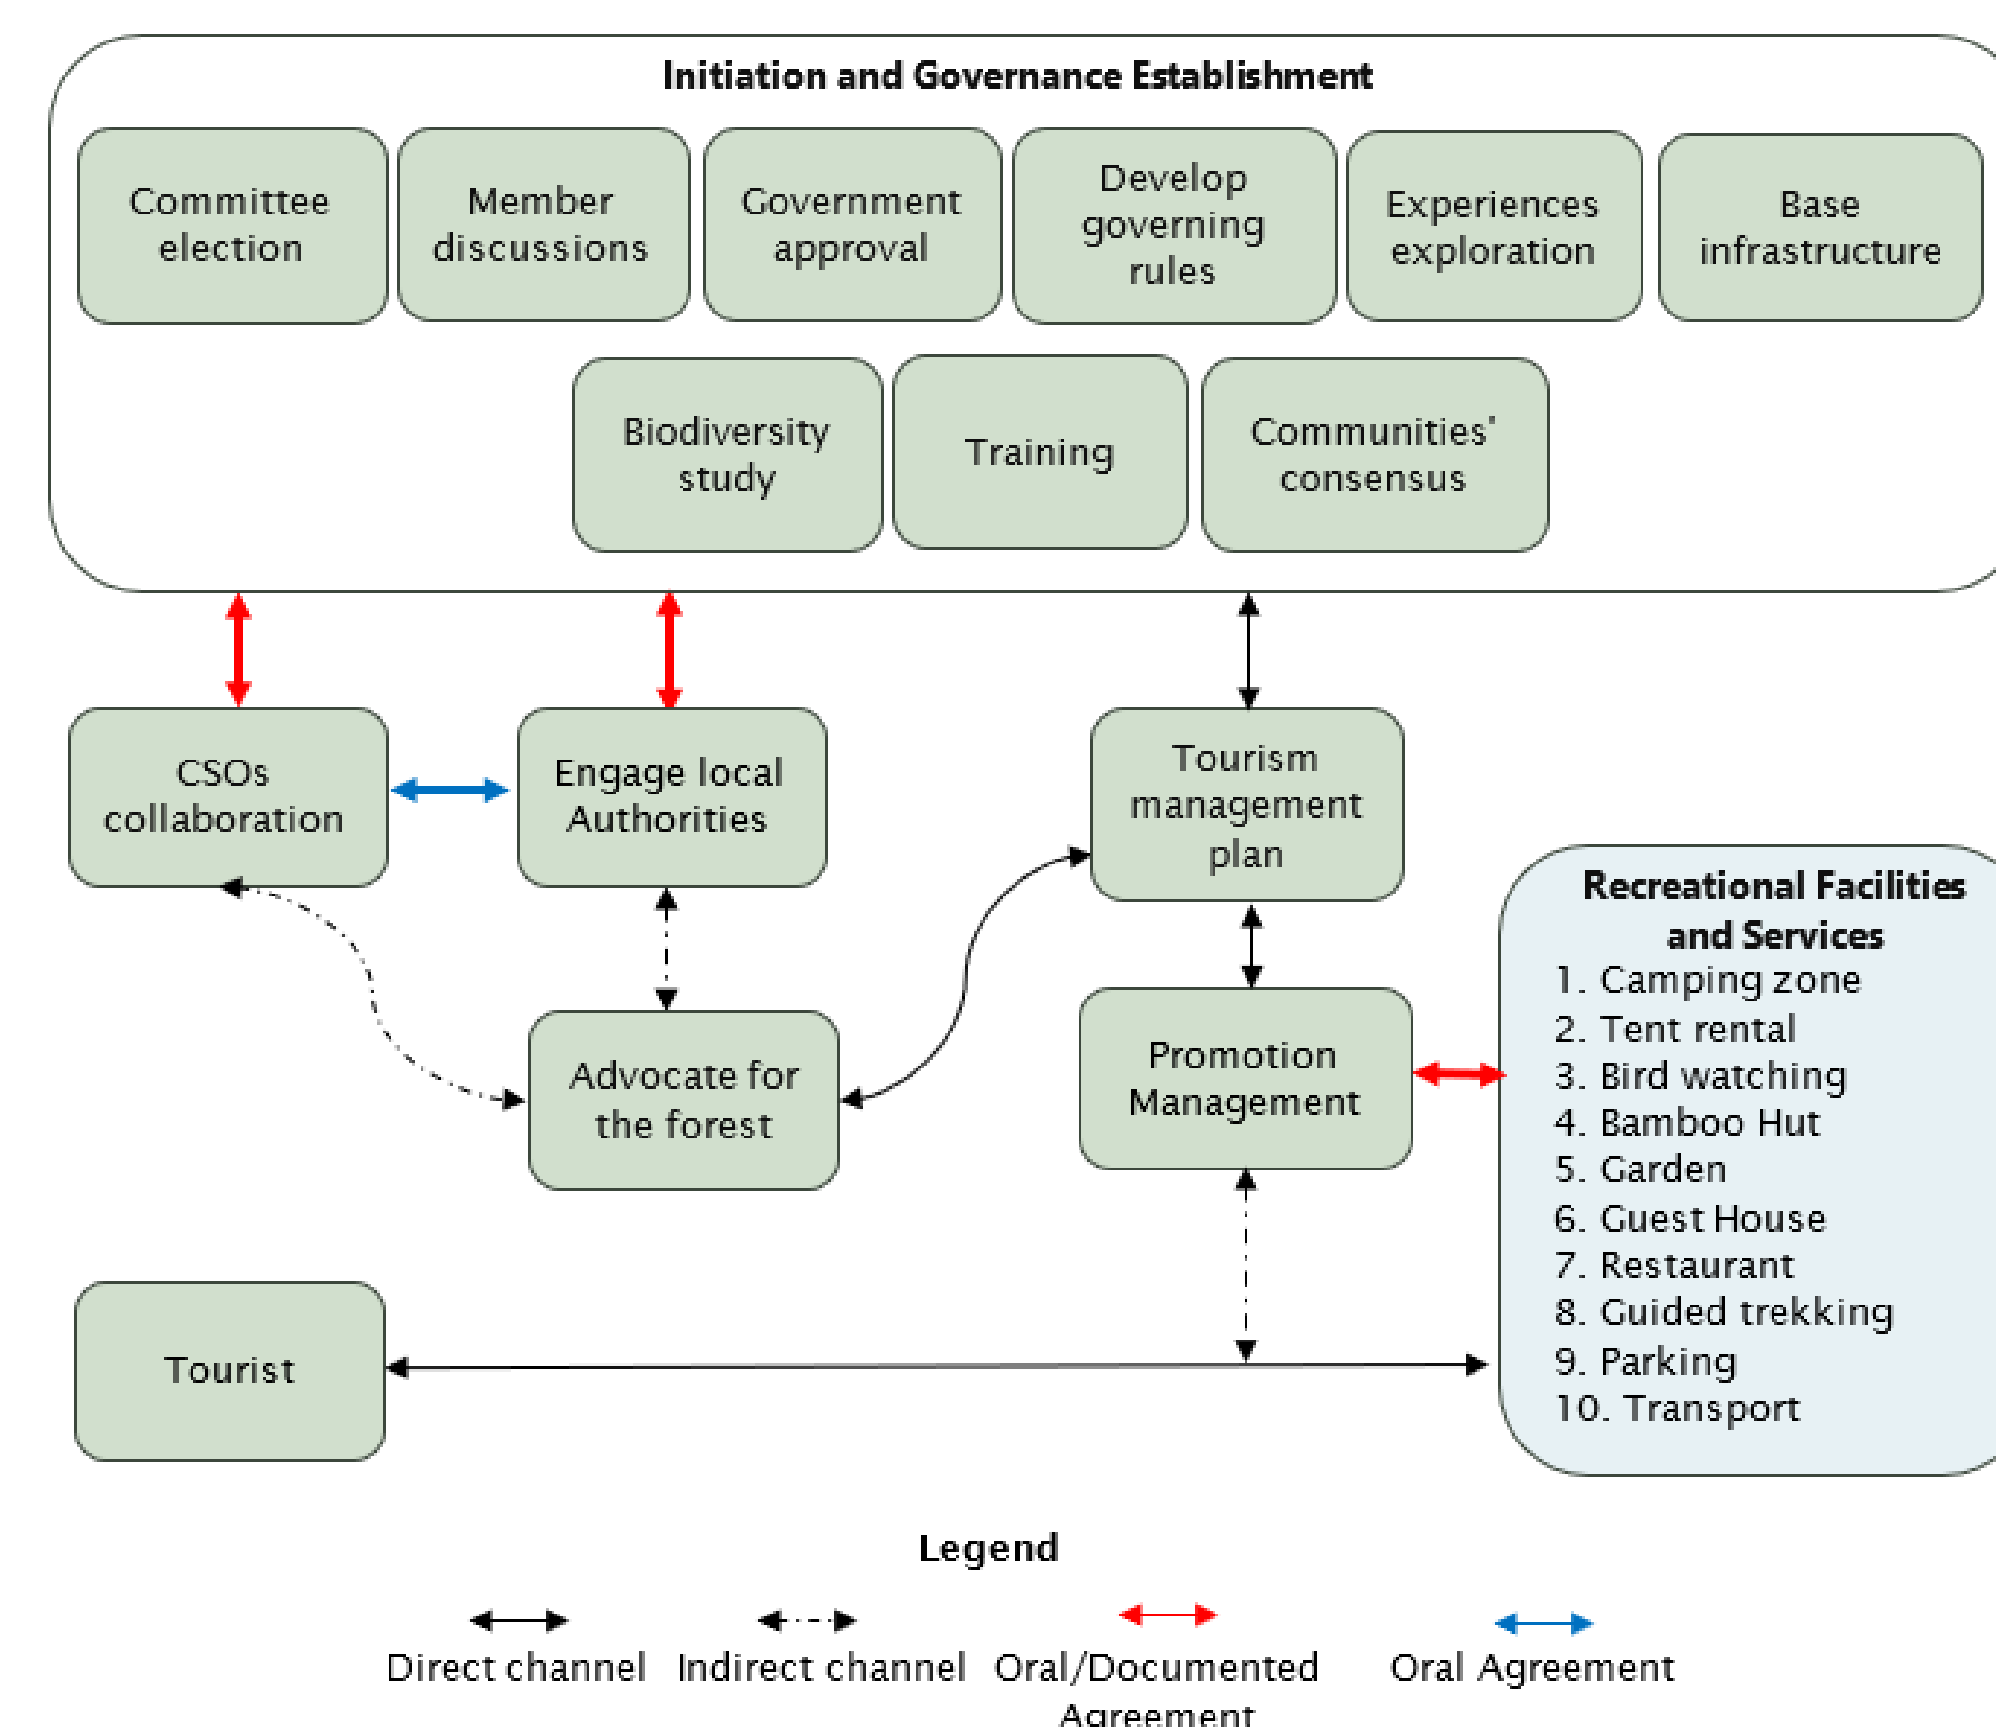 Initiation and Governance Establishment
Committee
election
Member
discussions
Government
approval
Develop
governing
rules
Experiences
exploration
Base
infrastructure
Biodiversity
study
Training
Communities'
consensus
CSOs
collaboration
Engage local
Authorities
Tourism
management
plan
Advocate for
the forest
Promotion
Management
Recreational Facilities
and Services
1. Camping zone
2. Tent rental
3. Bird watching
4. Bamboo Hut
5. Garden
6. Guest House
7. Restaurant
8. Guided trekking
9. Parking
10. Transport
Tourist
Legend
Direct channel
Indirect channel
Oral/Documented
Agreement
Oral Agreement